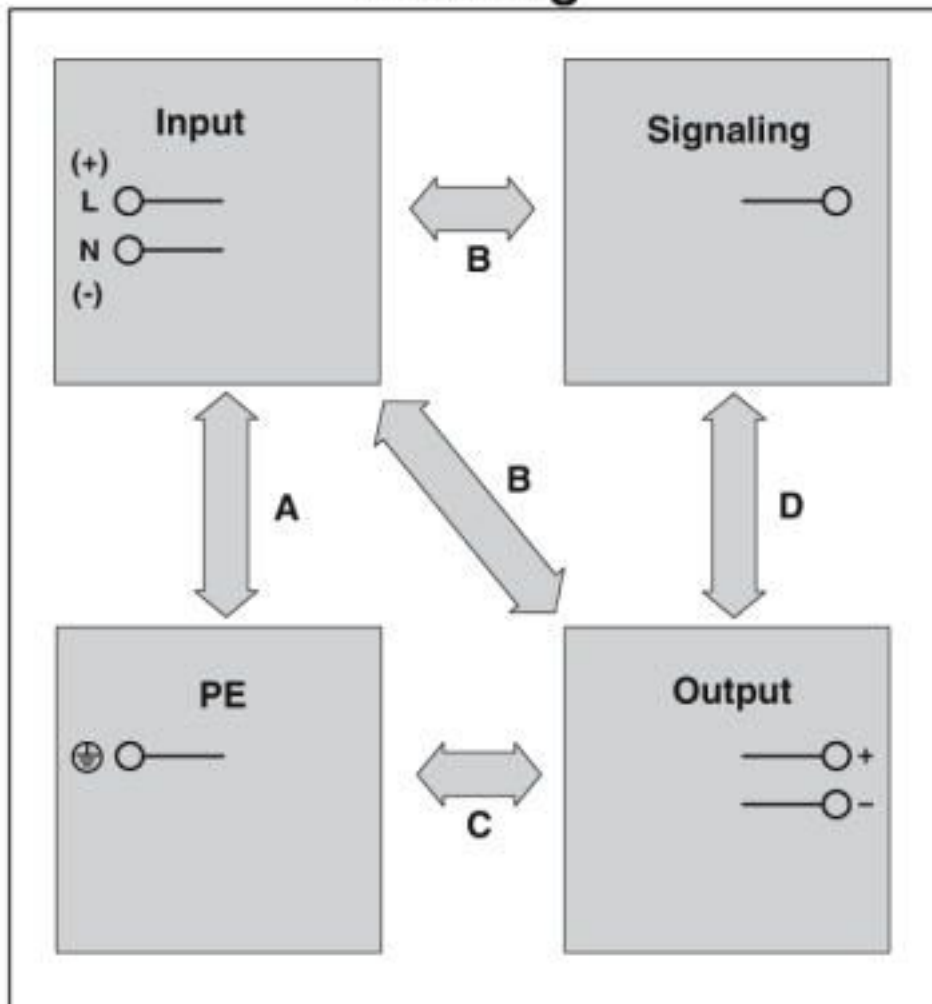 Input
(+)
L
N
(-)
Signaling
B
A
B
D
PE
Output
+
–
C